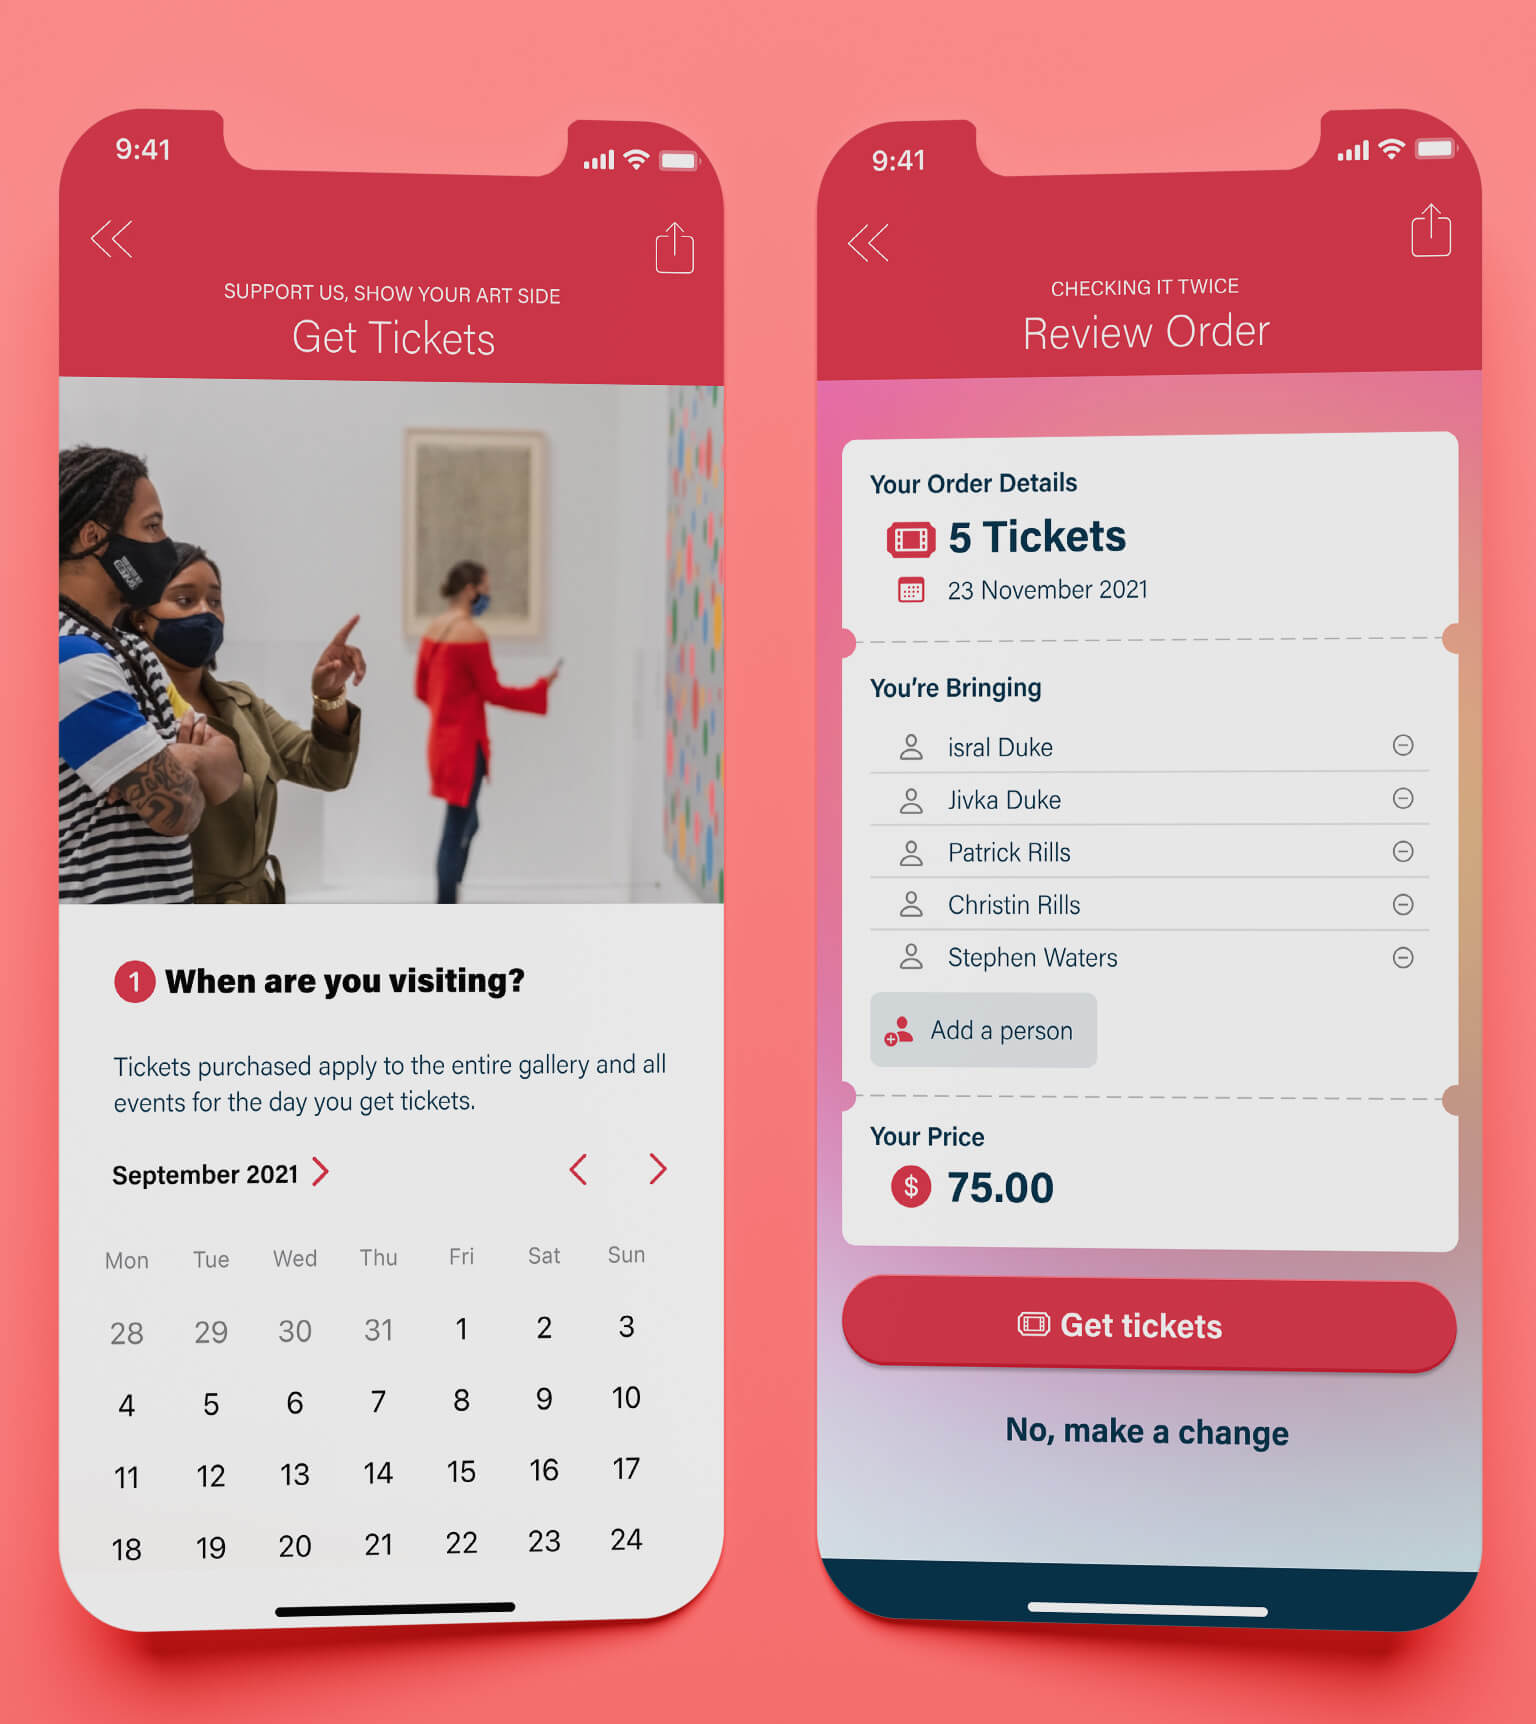 9:41
SUPPORT US, SHOW YOUR ART SIDE
Get Tickets
1 When are you visiting?
Tickets purchased apply to the entire gallery and all
events for the day you get tickets.
September 2021
Mon Tue Wed Thu Fri Sat Sun
28 29 30 31 1 2 3
4 5 6 7 8 9 10
11 12 13 14 15 16 17
18 19 20 21 22 23 24
9:41
CHECKING IT TWICE
Review Order
Your Order Details
5 Tickets
23 November 2021
You're Bringing
isral Duke
Jivka Duke
Patrick Rills
Christin Rills
Stephen Waters
Add a person
Your Price
$ 75.00
Get tickets
No, make a change